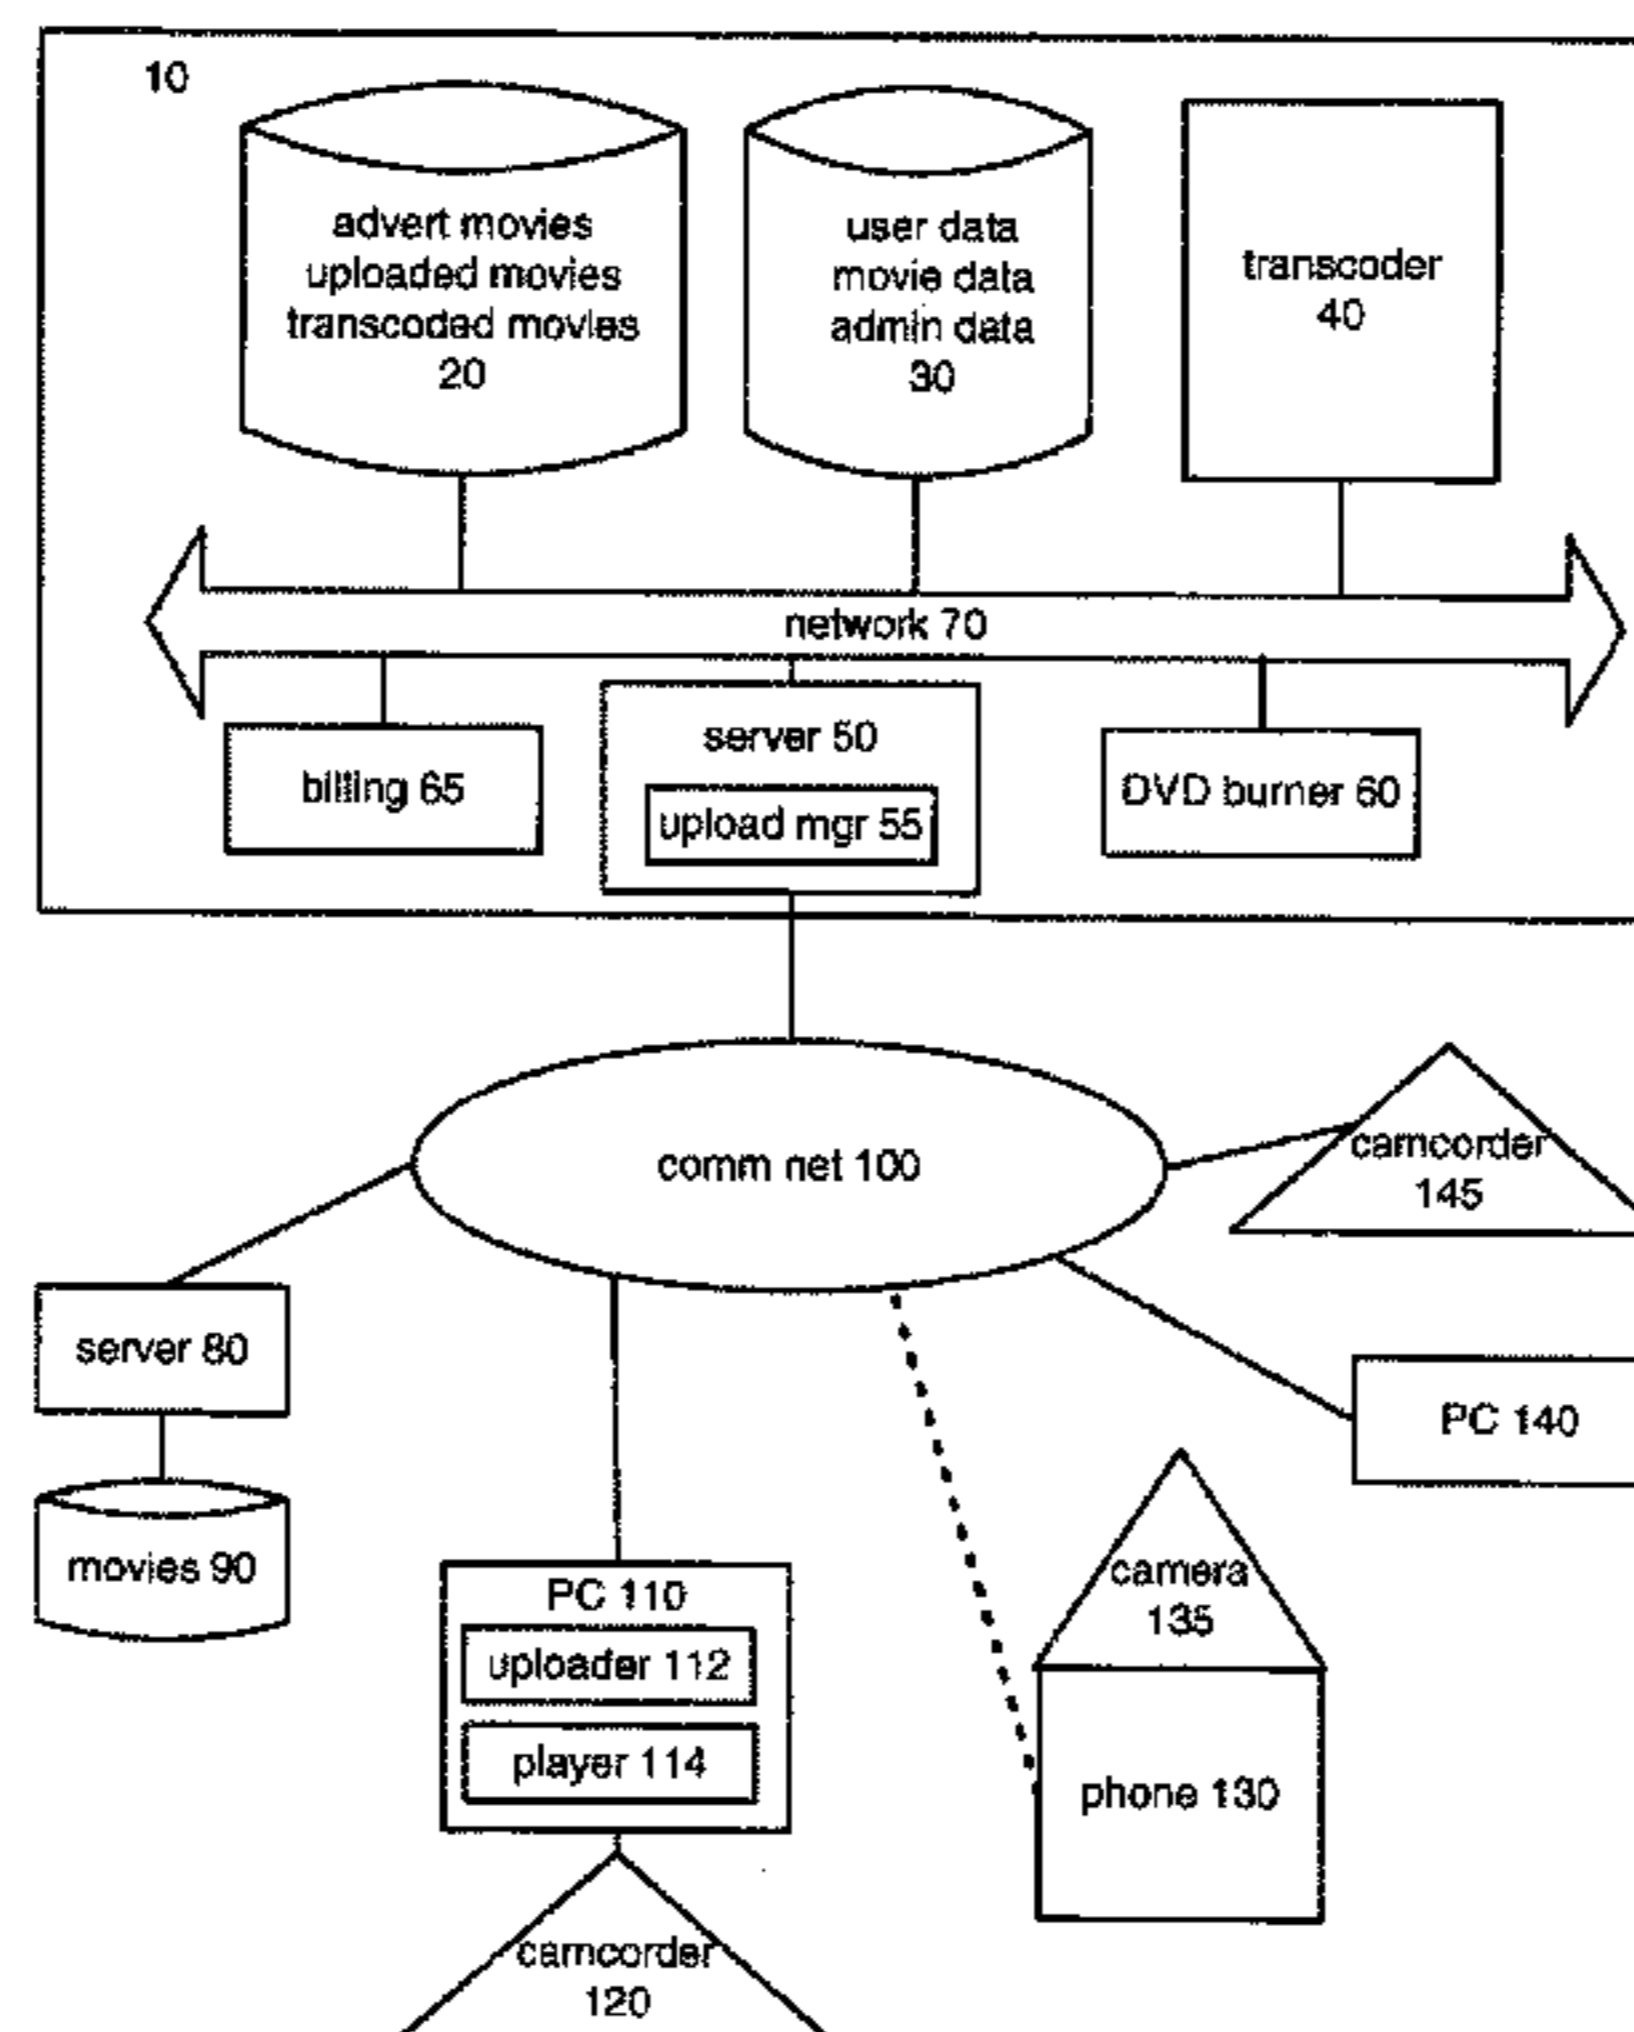 10
advert movies
uploaded movies
transcoded movies
20
user data
movie data
admin data
30
transcoder
40
network 70
billing 65
server 50
upload mgr 55
DVD burner 60
comm net 100
camcorder
145
server 80
PC 140
movies 90
camera
135
PC 110
uploader 112
player 114
phone 130
camcorder
120